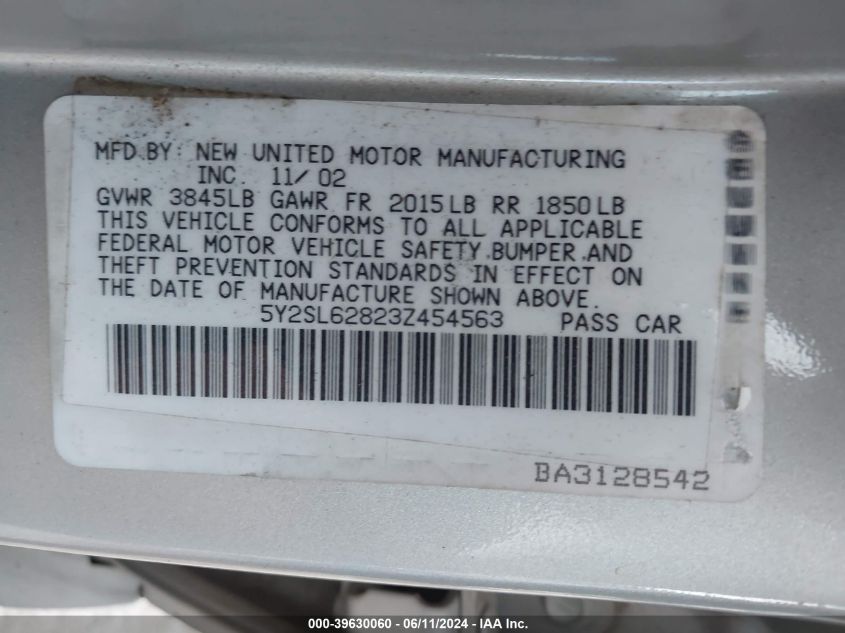 MFD.BY: NEW UNITED MOTOR MANUFACTURING
INC. 11/ 02
GVWR 3845LB GAWR FR 2015LB RR 1850LB
THIS VEHICLE CONFORMS TO ALL APPLICABLE
FEDERAL MOTOR VEHICLE SAFETY.BUMPER.AND
THEFT PREVENTION STANDARDS IN EFFECT ON
THE DATE OF MANUFACTURE SHOWN ABOVE.
5Y2SL62823Z454563 PASS CAR
BA3128542
000-39630060 - 06/11/2024 - IAA Inc.